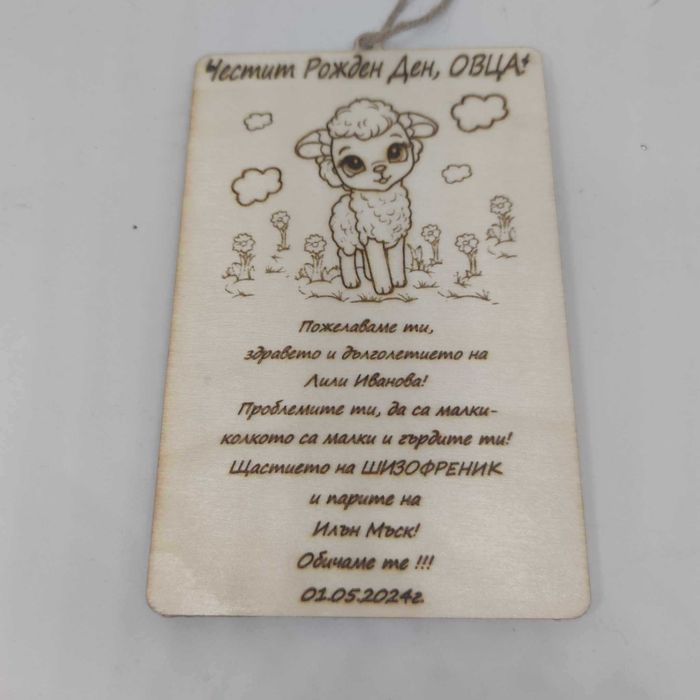 Честит Рожден Ден, ОВЦА!
Пожелаваме ти,
здравето и дълголетието на
Лили Иванова!
Проблемите ти, да са малки-
колкото са малки и гърдите ти!
Щастието на ШИЗОФРЕНИК
и парите на
Илън Мъск!
Обичаме те !!!
01.05.2024г.